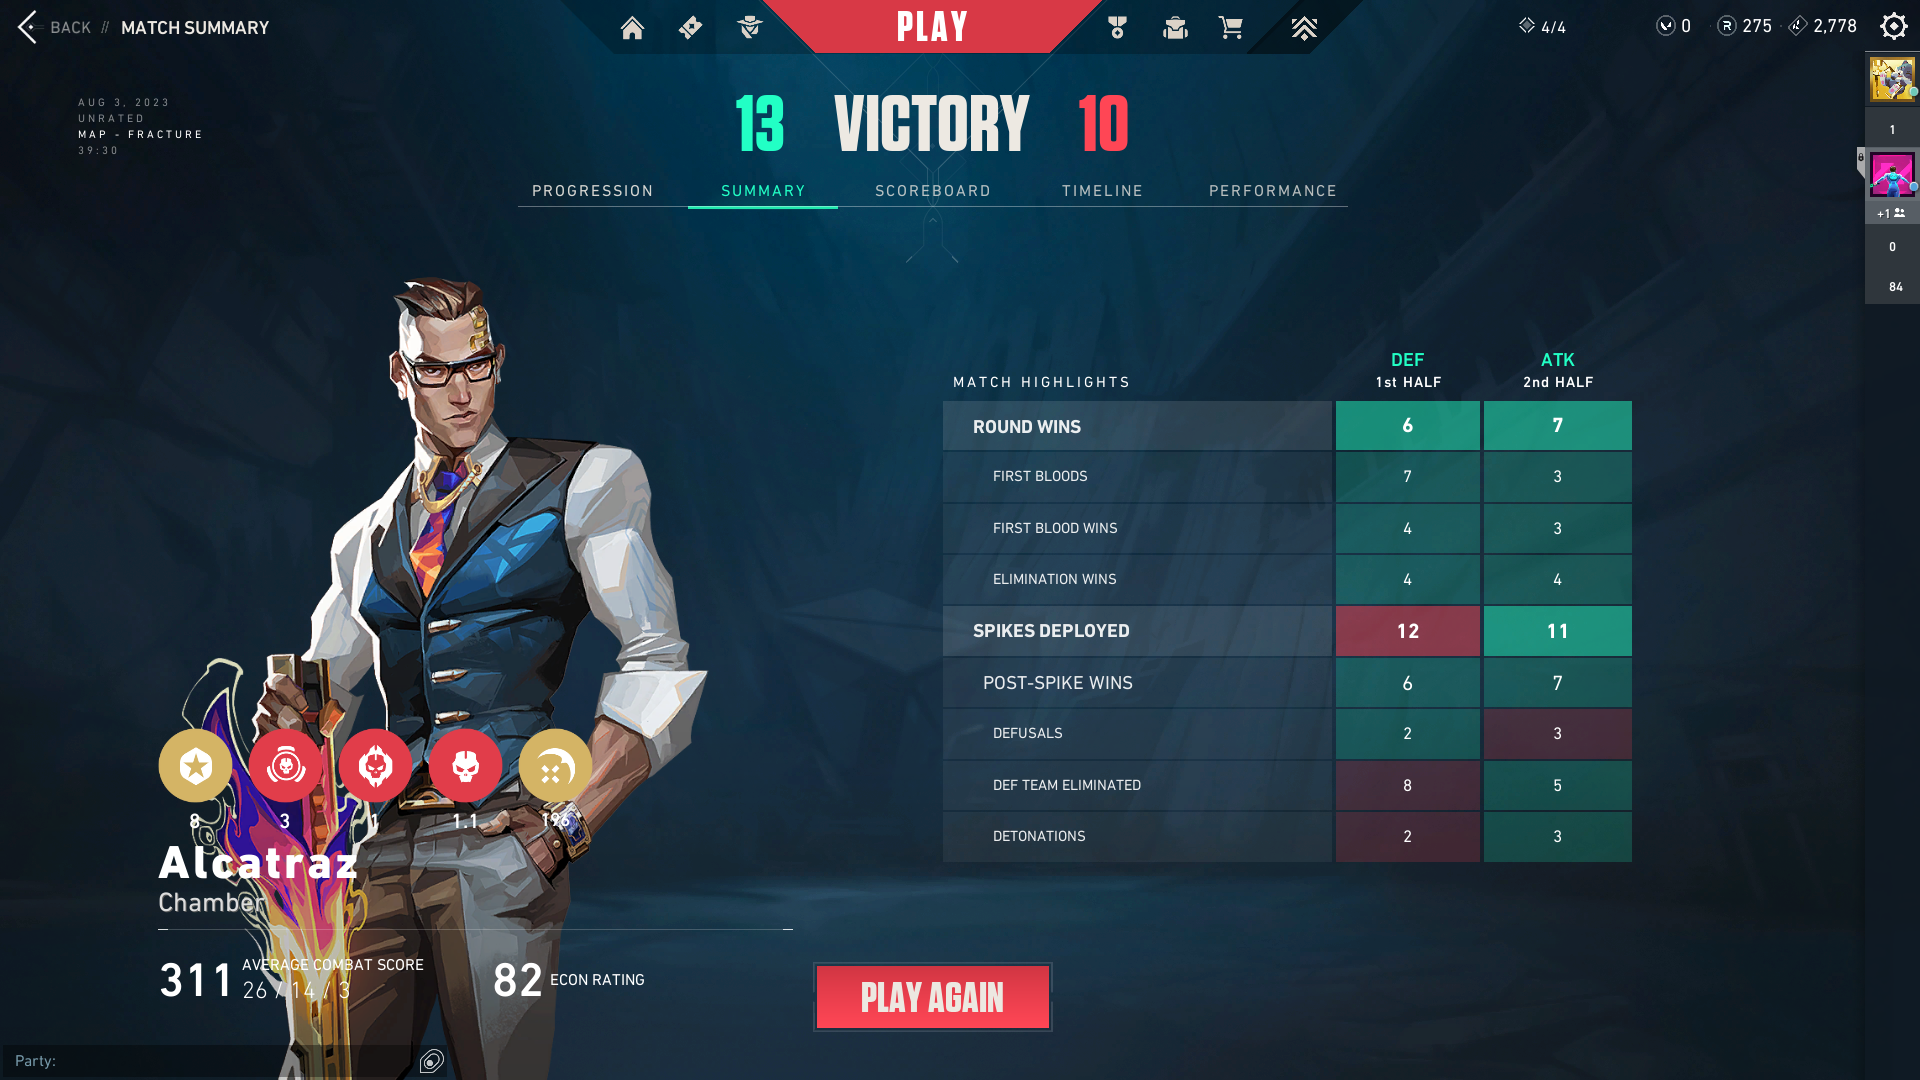 BACK // MATCH SUMMARY
PLAY
4/4
0
275
2,778
AUG 3, 2023
UNRATED
MAP - FRACTURE
39:30
13 VICTORY 10
PROGRESSION SUMMARY SCOREBOARD TIMELINE PERFORMANCE
1
+1
0
84
DEF ATK
MATCH HIGHLIGHTS 1st HALF 2nd HALF
ROUND WINS 6 7
FIRST BLOODS 7 3
FIRST BLOOD WINS 4 3
ELIMINATION WINS 4 4
SPIKES DEPLOYED 12 11
POST-SPIKE WINS 6 7
DEFUSALS 2 3
DEF TEAM ELIMINATED 8 5
DETONATIONS 2 3
8 3 1 1.1 196
Alcatraz
Chamber
311 AVERAGE COMBAT SCORE
26 / 14 / 3
82 ECON RATING
PLAY AGAIN
Party: